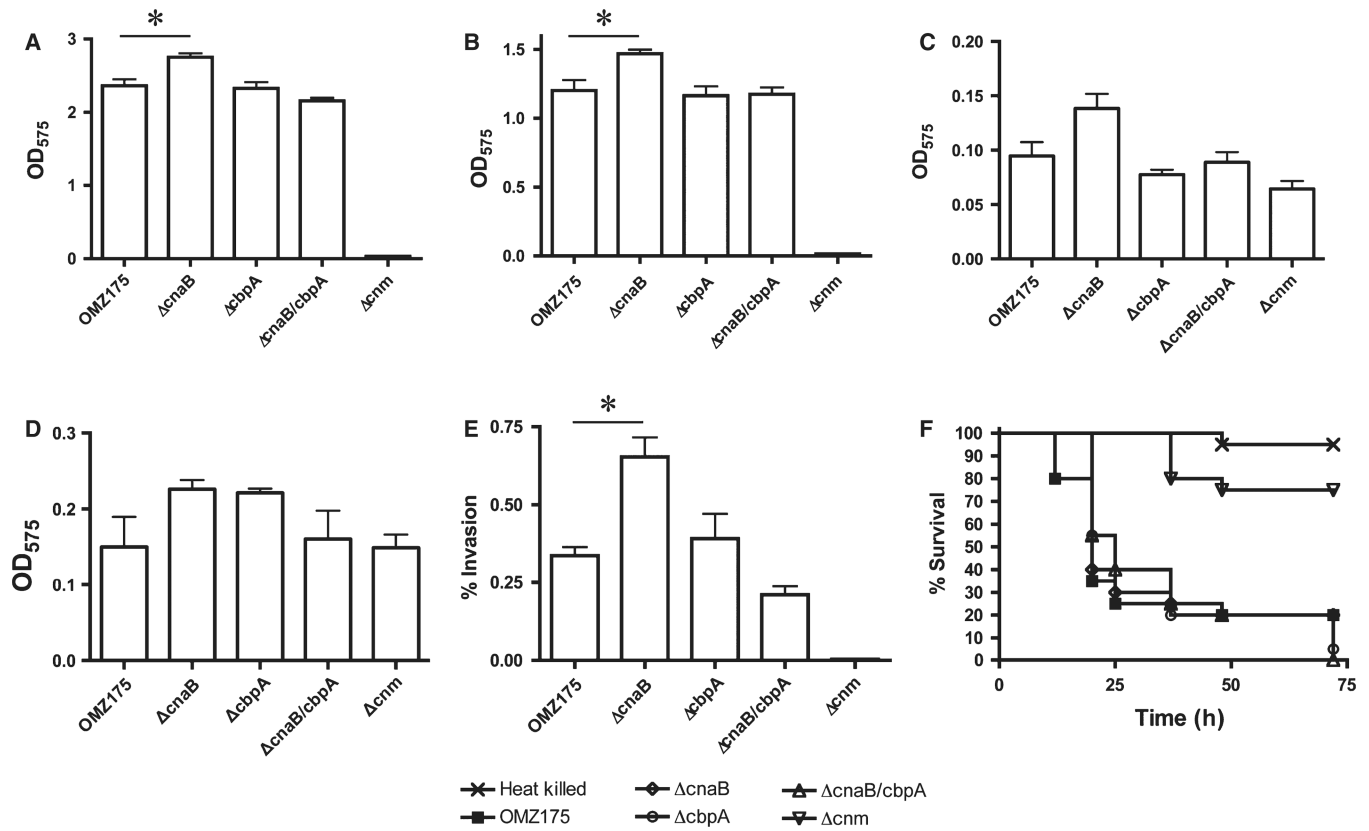 A
*
3
2
1
0
OD575
OMZ175
ΔcnaB
ΔcbpA
ΔcnaB/cbpA
Δcnm
B
*
1.5
1.0
0.5
0.0
OD575
OMZ175
ΔcnaB
ΔcbpA
ΔcnaB/cbpA
Δcnm
C
0.20
0.15
0.10
0.05
0.00
OD575
OMZ175
ΔcnaB
ΔcbpA
ΔcnaB/cbpA
Δcnm
D
0.3
0.2
0.1
0.0
OD575
OMZ175
ΔcnaB
ΔcbpA
ΔcnaB/cbpA
Δcnm
E
*
0.75
0.50
0.25
0.00
% Invasion
OMZ175
ΔcnaB
ΔcbpA
ΔcnaB/cbpA
Δcnm
F
100
90
80
70
60
50
40
30
20
10
0
% Survival
0
25
50
75
Time (h)
Heat killed
ΔcnaB
ΔcnaB/cbpA
OMZ175
ΔcbpA
Δcnm